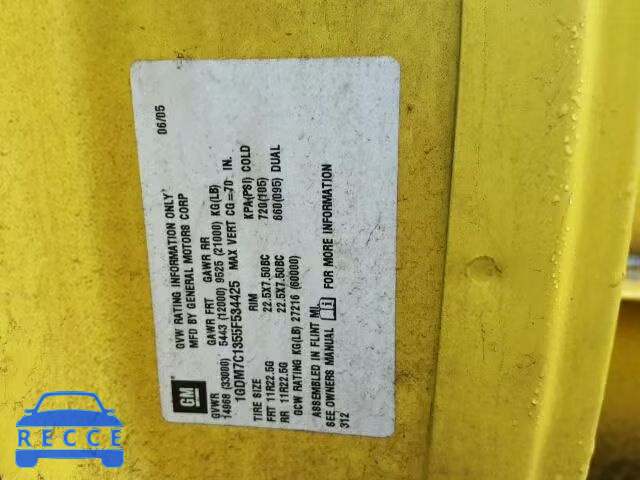 GVW RATING INFORMATION ONLY
06/05
MFD BY GENERAL MOTORS CORP
GM
GVWR GAWR FRT GAWR RR
14968 (33000) 5443 (12000) 9525 (21000) KG(LB)
1GDM7C1355F534425 MAX VERT CG=70" IN.
TIRE SIZE RIM KPA(PSI) COLD
FRT 11R22.5G 22.5X7.50BC 720(105)
RR 11R22.5G 22.5X7.50BC 660(095) DUAL
GCW RATING KG(LB) 27216 (60000)
ASSEMBLED IN FLINT MI,
SEE OWNERS MANUAL FOR MORE INFORMATION
312
AUTOBIDMASTER